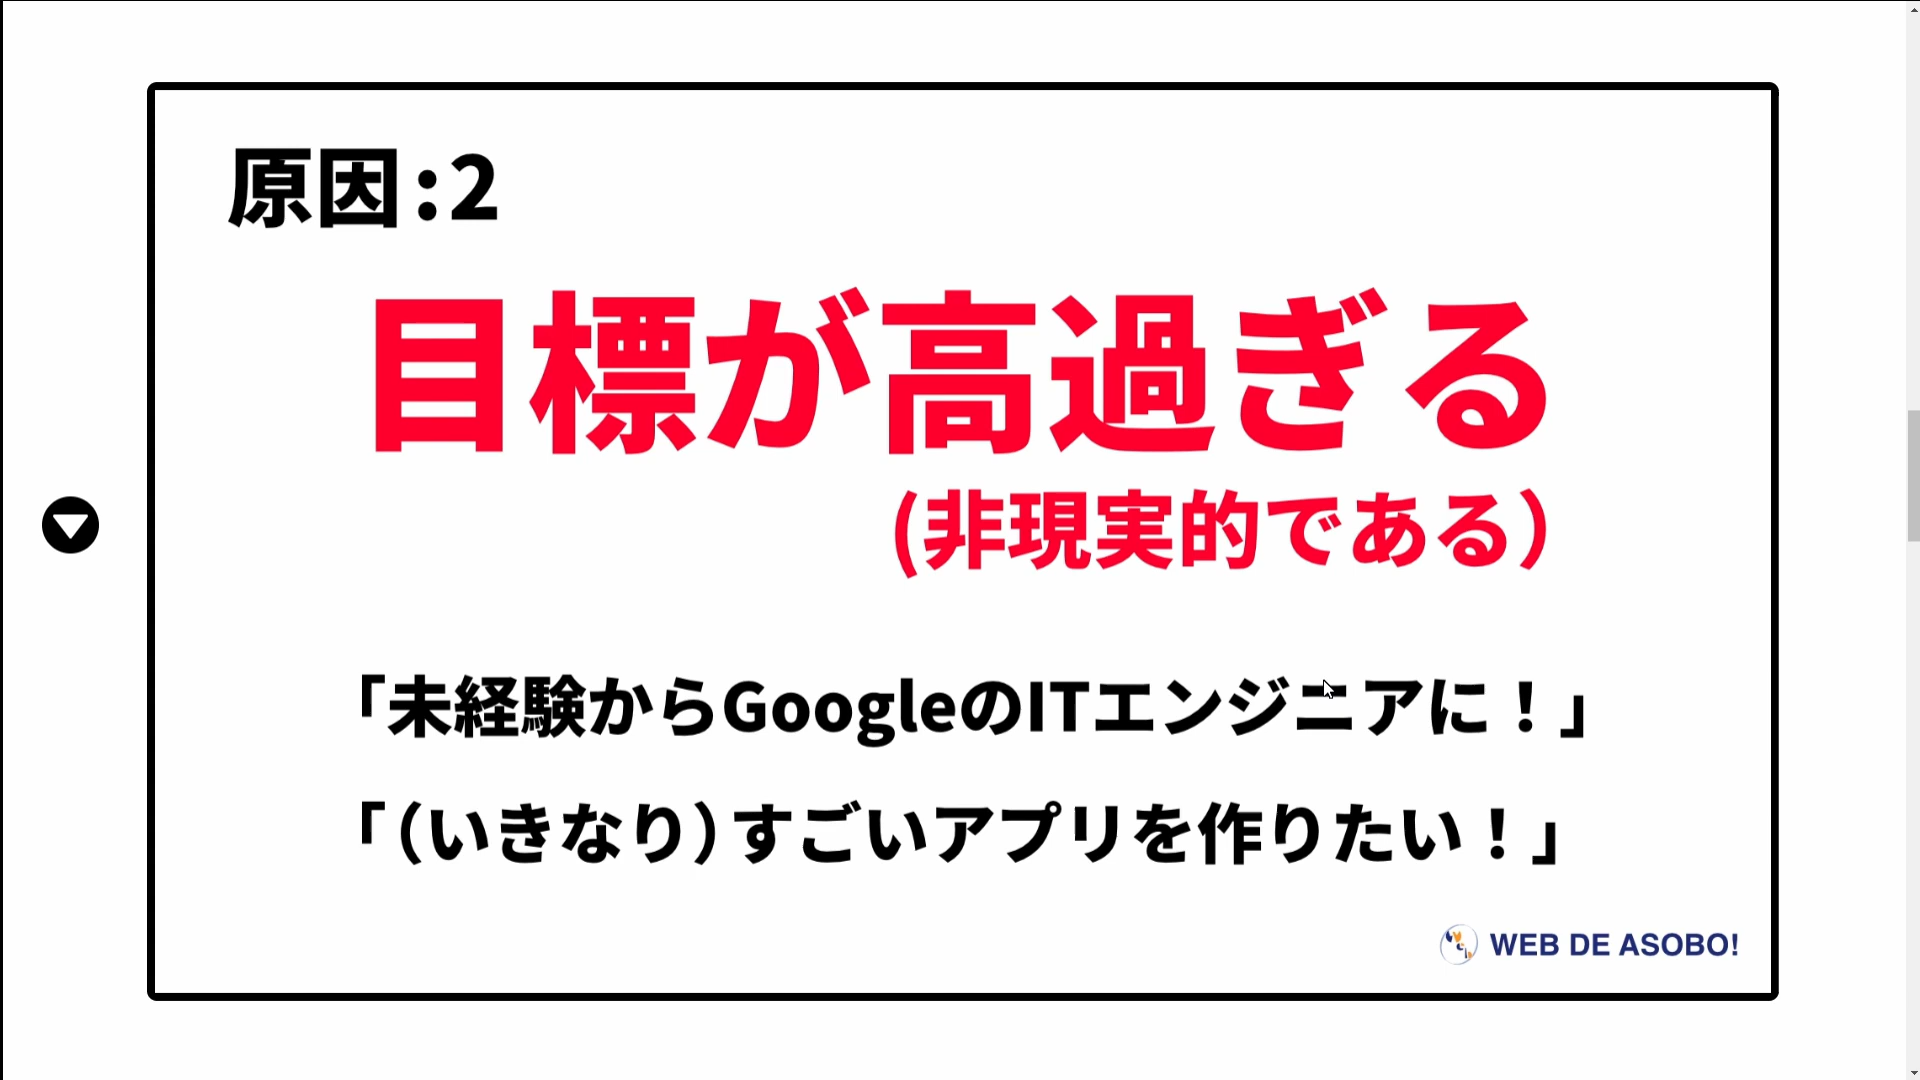 原因:2
目標が高過ぎる
(非現実的である）
「未経験からGoogleのITエンジニアに！」
「（いきなり）すごいアプリを作りたい！」
WEB DE ASOBO!